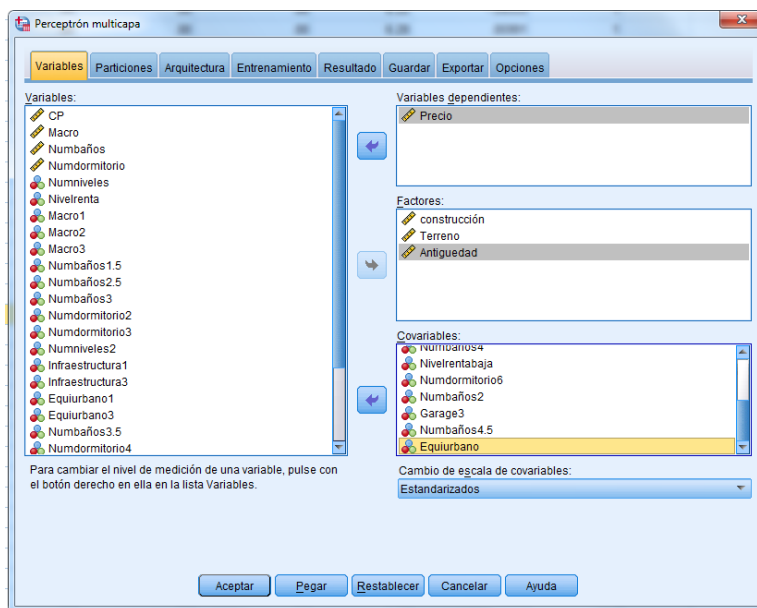 Perceptrón multicapa
Variables Particiones Arquitectura Entrenamiento Resultado Guardar Exportar Opciones
Variables:
CP
Macro
Numbaños
Numdormitorio
Numniveles
Nivelrenta
Macro1
Macro2
Macro3
Numbaños1.5
Numbaños2.5
Numbaños3
Numdormitorio2
Numdormitorio3
Numniveles2
Infraestructura1
Infraestructura3
Equiurbano1
Equiurbano3
Numbaños3.5
Numdormitorio4
Para cambiar el nivel de medición de una variable, pulse con
el botón derecho en ella en la lista Variables.
Variables dependientes:
Precio
Factores:
construcción
Terreno
Antiguedad
Covariables:
Numbaños4
Nivelrentabaja
Numdormitorio6
Numbaños2
Garage3
Numbaños4.5
Equiurbano
Cambio de escala de covariables:
Estandarizados
Aceptar Pegar Restablecer Cancelar Ayuda